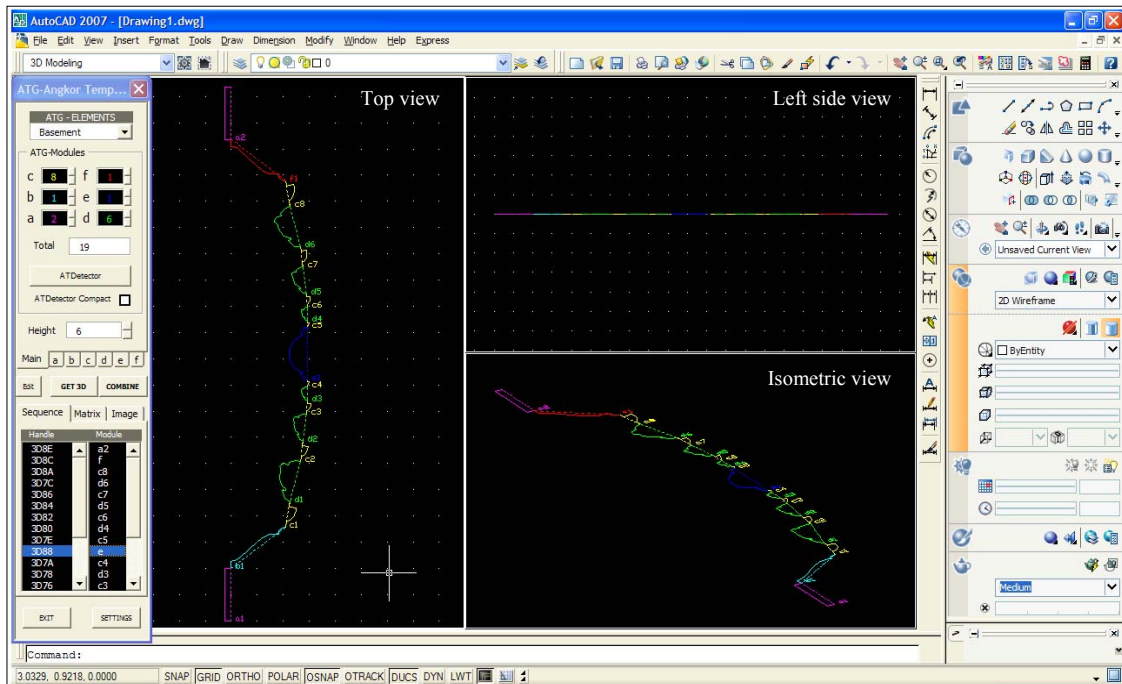 AutoCAD 2007 - [Drawing1.dwg]
File Edit View Insert Format Tools Draw Dimension Modify Window Help Express
3D Modeling
0
ATG-Angkor Temp...
ATG - ELEMENTS
Basement
ATG-Modules
c 8 f 1
b 1 e 1
a 2 d 6
Total 19
ATDetector
ATDetector Compact
Height 6
Main a b c d e f
Edit GET 3D COMBINE
Sequence Matrix Image
Handle Module
3D8E a2
3D8C f
3D8A c8
3D7C d6
3D86 c7
3D84 d5
3D82 c6
3D80 d4
3D7E c5
3D88 e
3D7A c4
3D78 d3
3D76 c3
EXIT SETTINGS
Top view
a2
f1
c8
d6
c7
d5
c6
d4
c5
c4
d3
c3
d2
c2
d1
c1
b1
a1
Left side view
Isometric view
Unsaved Current View
2D Wireframe
ByEntity
Medium
Command:
3.0329, 0.9218, 0.0000 SNAP GRID ORTHO POLAR OSNAP OTRACK DUCS DYN LWT